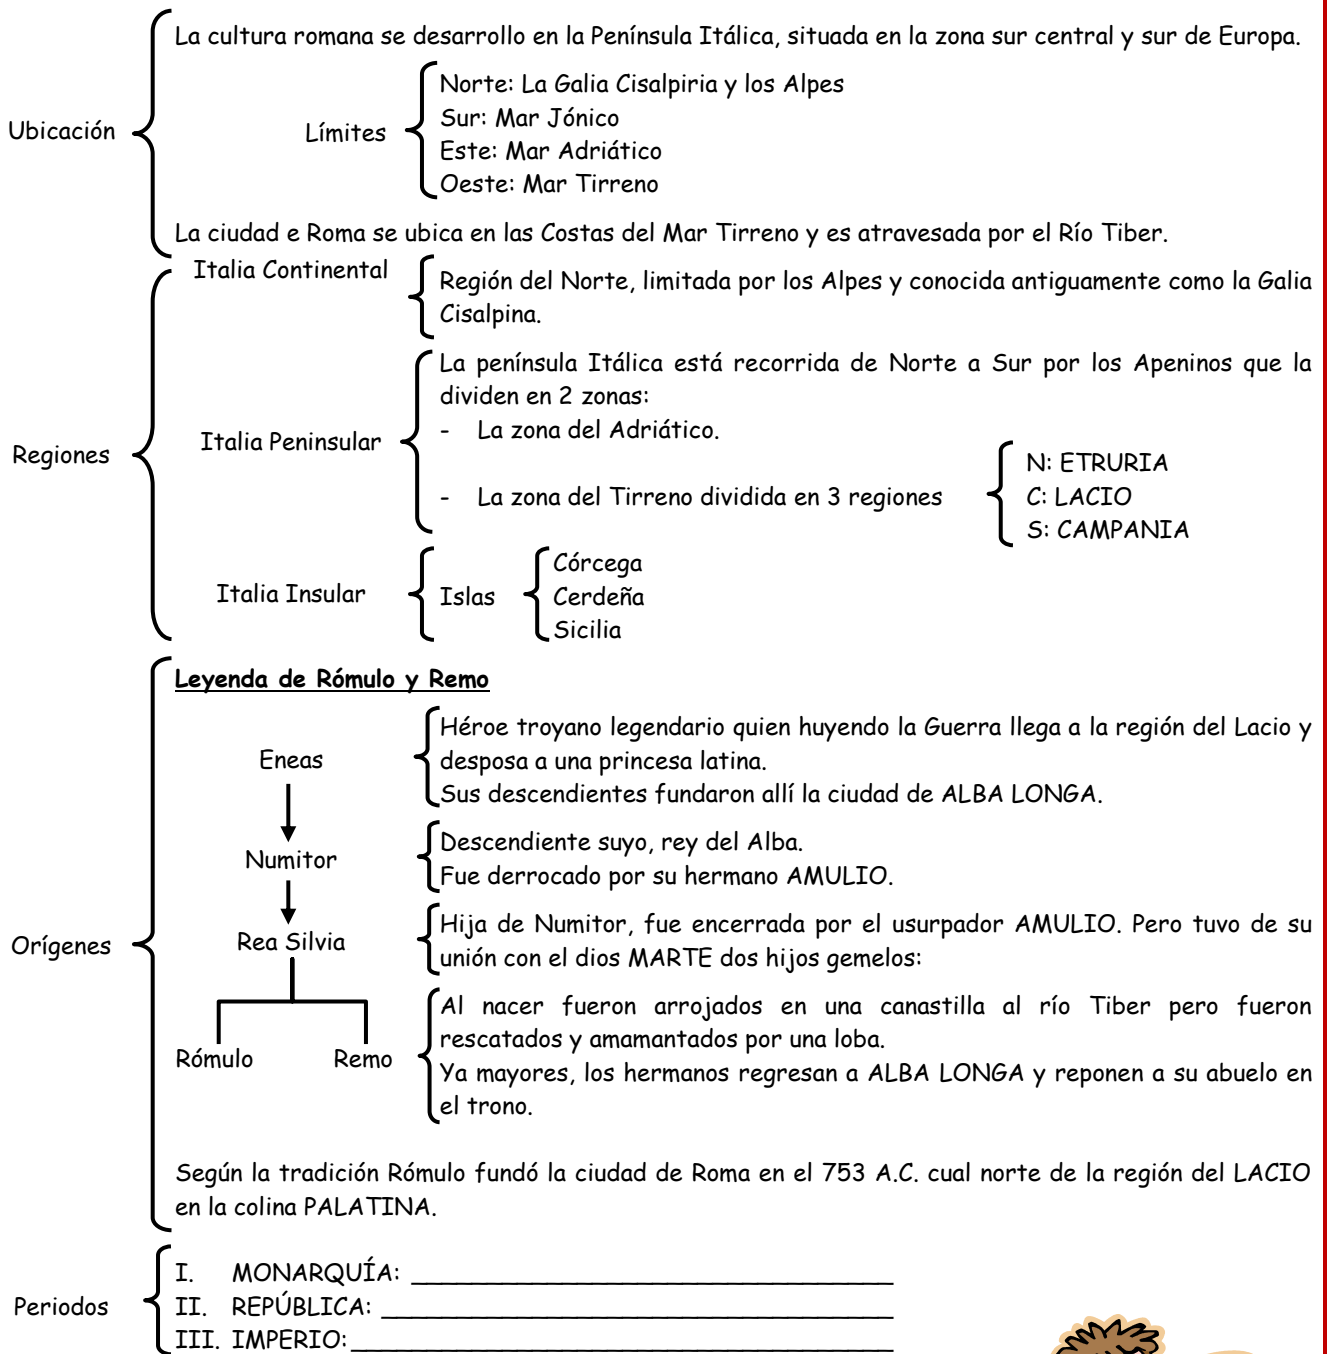 La cultura romana se desarrollo en la Península Itálica, situada en la zona sur central y sur de Europa.
Ubicación
Límites
Norte: La Galia Cisalpiria y los Alpes
Sur: Mar Jónico
Este: Mar Adriático
Oeste: Mar Tirreno
La ciudad e Roma se ubica en las Costas del Mar Tirreno y es atravesada por el Río Tiber.
Regiones
Italia Continental
Región del Norte, limitada por los Alpes y conocida antiguamente como la Galia
Cisalpina.
Italia Peninsular
La península Itálica está recorrida de Norte a Sur por los Apeninos que la
dividen en 2 zonas:
- La zona del Adriático.
- La zona del Tirreno dividida en 3 regiones
N: ETRURIA
C: LACIO
S: CAMPANIA
Italia Insular
Islas
Córcega
Cerdeña
Sicilia
Orígenes
Leyenda de Rómulo y Remo
Eneas
Héroe troyano legendario quien huyendo la Guerra llega a la región del Lacio y
desposa a una princesa latina.
Sus descendientes fundaron allí la ciudad de ALBA LONGA.
Numitor
Descendiente suyo, rey del Alba.
Fue derrocado por su hermano AMULIO.
Rea Silvia
Hija de Numitor, fue encerrada por el usurpador AMULIO. Pero tuvo de su
unión con el dios MARTE dos hijos gemelos:
Rómulo Remo
Al nacer fueron arrojados en una canastilla al río Tiber pero fueron
rescatados y amamantados por una loba.
Ya mayores, los hermanos regresan a ALBA LONGA y reponen a su abuelo en
el trono.
Según la tradición Rómulo fundó la ciudad de Roma en el 753 A.C. cual norte de la región del LACIO
en la colina PALATINA.
Periodos
I. MONARQUÍA: ________________________________
II. REPÚBLICA: __________________________________
III. IMPERIO: ____________________________________